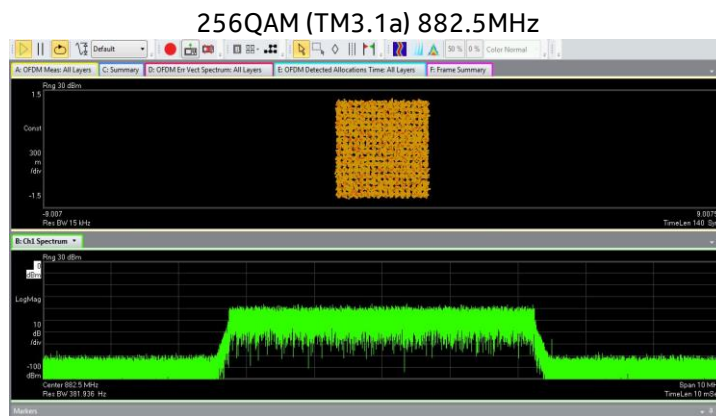 256QAM (TM3.1a) 882.5MHz
Default
50 % 0 % Color Normal
A: OFDM Meas: All Layers C: Summary D: OFDM Err Vect Spectrum: All Layers E: OFDM Detected Allocations Time: All Layers F: Frame Summary
Rng 30 dBm
1.5
Const
300
m
/div
-1.5
-9.007 9.0075
Res BW 15 kHz TimeLen 140 Sy
B: Ch1 Spectrum
Rng 30 dBm
0
dBm
LogMag
10
dB
/div
-100
dBm
Center 882.5 MHz Span 10 MH
Res BW 381.936 Hz TimeLen 10 mSe
Markers